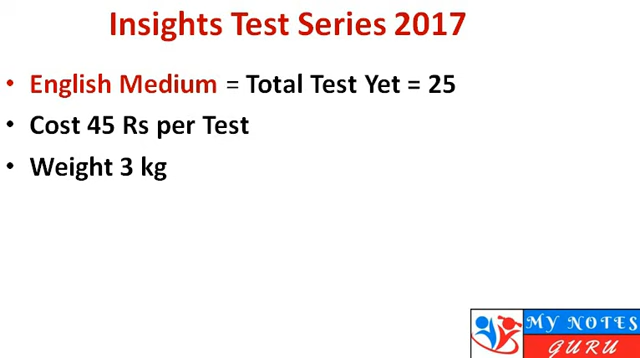 Insights Test Series 2017
• English Medium = Total Test Yet = 25
• Cost 45 Rs per Test
• Weight 3 kg
MY NOTES
GURU